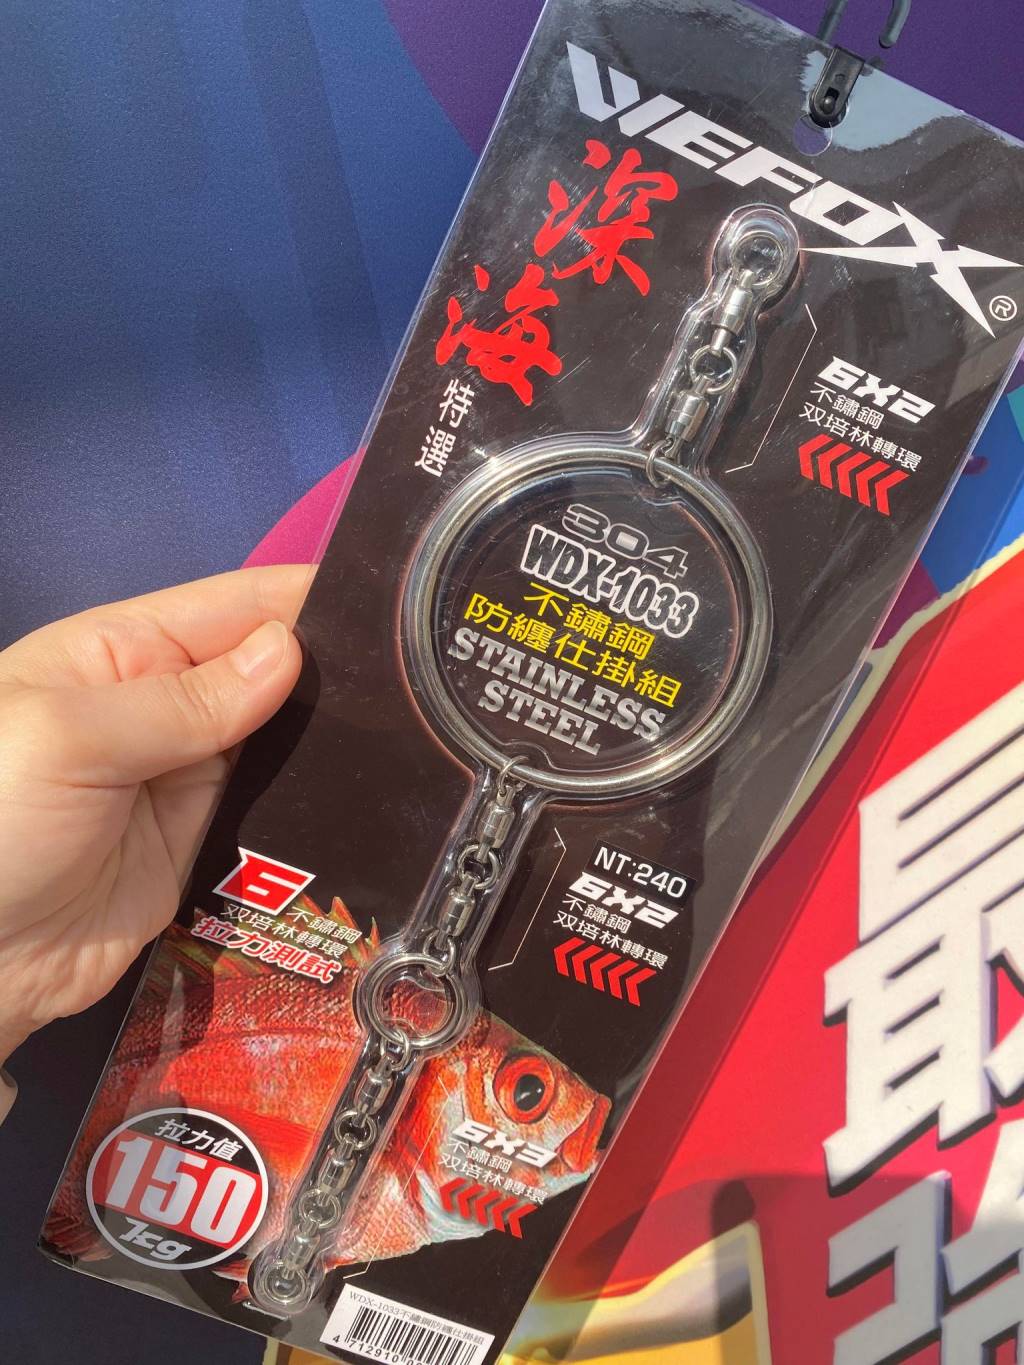 WEFOX®
深海
特選
6X2
不鏽鋼
双培林轉環
304
WDX-1033
不鏽鋼
防纏仕掛組
STAINLESS
STEEL
NT:240
6X2
不鏽鋼
双培林轉環
6
不鏽鋼
双培林轉環
拉力測試
6X3
不鏽鋼
双培林轉環
拉力值
150
kg
WDX-1033不鏽鋼防纏仕掛組
4 712910
最